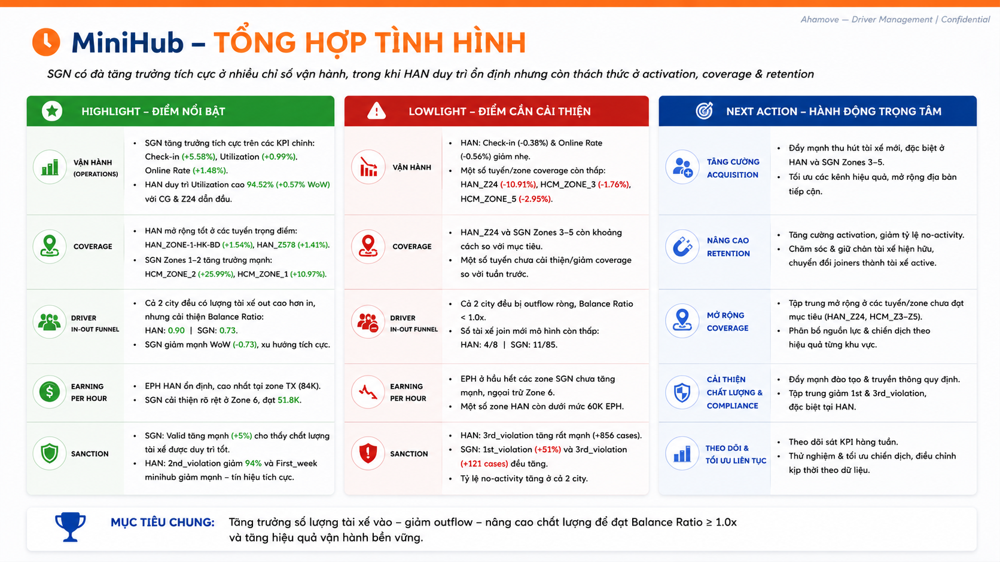 Ahamove — Driver Management | Confidential
MiniHub – TỔNG HỢP TÌNH HÌNH
SGN có đà tăng trưởng tích cực ở nhiều chỉ số vận hành, trong khi HAN duy trì ổn định nhưng còn thách thức ở activation, coverage & retention
HIGHLIGHT – ĐIỂM NỔI BẬT
VẬN HÀNH
(OPERATIONS)
• SGN tăng trưởng tích cực trên các KPI chính:
Check-in (+5.58%), Utilization (+0.99%).
Online Rate (+1.48%).
• HAN duy trì Utilization cao 94.52% (+0.57% WoW)
với CG & Z24 dẫn đầu.
COVERAGE
• HAN mở rộng tốt ở các tuyến trọng điểm:
HAN_ZONE-1-HK-BD (+1.54%), HAN_Z578 (+1.41%).
• SGN Zones 1–2 tăng trưởng mạnh:
HCM_ZONE_2 (+25.99%), HCM_ZONE_1 (+10.97%).
DRIVER
IN-OUT FUNNEL
• Cả 2 city đều có lượng tài xế out cao hơn in,
nhưng cải thiện Balance Ratio:
HAN: 0.90 | SGN: 0.73.
• SGN giảm mạnh WoW (-0.73), xu hướng tích cực.
EARNING
PER HOUR
• EPH HAN ổn định, cao nhất tại zone TX (84K).
• SGN cải thiện rõ rệt ở Zone 6, đạt 51.8K.
SANCTION
• SGN: Valid tăng mạnh (+5%) cho thấy chất lượng
tài xế được duy trì tốt.
• HAN: 2nd_violation giảm 94% và First_week
minihub giảm mạnh – tín hiệu tích cực.
LOWLIGHT – ĐIỂM CẦN CẢI THIỆN
VẬN HÀNH
• HAN: Check-in (-0.38%) & Online Rate
(-0.56%) giảm nhẹ.
• Một số tuyến/zone coverage còn thấp:
HAN_Z24 (-10.91%), HCM_ZONE_3 (-1.76%),
HCM_ZONE_5 (-2.95%).
COVERAGE
• HAN_Z24 và SGN Zones 3–5 còn khoảng
cách so với mục tiêu.
• Một số tuyến chưa cải thiện/giảm coverage
so với tuần trước.
DRIVER
IN-OUT FUNNEL
• Cả 2 city đều bị outflow ròng, Balance Ratio
< 1.0x.
• Số tài xế join mới mô hình còn thấp:
HAN: 4/8 | SGN: 11/85.
EARNING
PER HOUR
• EPH ở hầu hết các zone SGN chưa tăng
mạnh, ngoại trừ Zone 6.
• Một số zone HAN còn dưới mức 60K EPH.
SANCTION
• HAN: 3rd_violation tăng rất mạnh (+856 cases).
• SGN: 1st_violation (+51%) và 3rd_violation
(+121 cases) đều tăng.
• Tỷ lệ no-activity tăng ở cả 2 city.
NEXT ACTION – HÀNH ĐỘNG TRỌNG TÂM
TĂNG CƯỜNG
ACQUISITION
• Đẩy mạnh thu hút tài xế mới, đặc biệt ở
HAN và SGN Zones 3–5.
• Tối ưu các kênh hiệu quả, mở rộng địa bàn
tiếp cận.
NÂNG CAO
RETENTION
• Tăng cường activation, giảm tỷ lệ no-activity.
• Chăm sóc & giữ chân tài xế hiện hữu,
chuyển đổi joiners thành tài xế active.
MỞ RỘNG
COVERAGE
• Tập trung mở rộng ở các tuyến/zone chưa đạt
mục tiêu (HAN_Z24, HCM_Z3–Z5).
• Phân bổ nguồn lực & chiến dịch theo
hiệu quả từng khu vực.
CẢI THIỆN
CHẤT LƯỢNG &
COMPLIANCE
• Đẩy mạnh đào tạo & truyền thông quy định.
• Tập trung giảm 1st & 3rd_violation,
đặc biệt tại HAN.
THEO DÕI &
TỐI ƯU LIÊN TỤC
• Theo dõi sát KPI hàng tuần.
• Thử nghiệm & tối ưu chiến dịch, điều chỉnh
kịp thời theo dữ liệu.
MỤC TIÊU CHUNG: Tăng trưởng số lượng tài xế vào – giảm outflow – nâng cao chất lượng để đạt Balance Ratio ≥ 1.0x
và tăng hiệu quả vận hành bền vững.